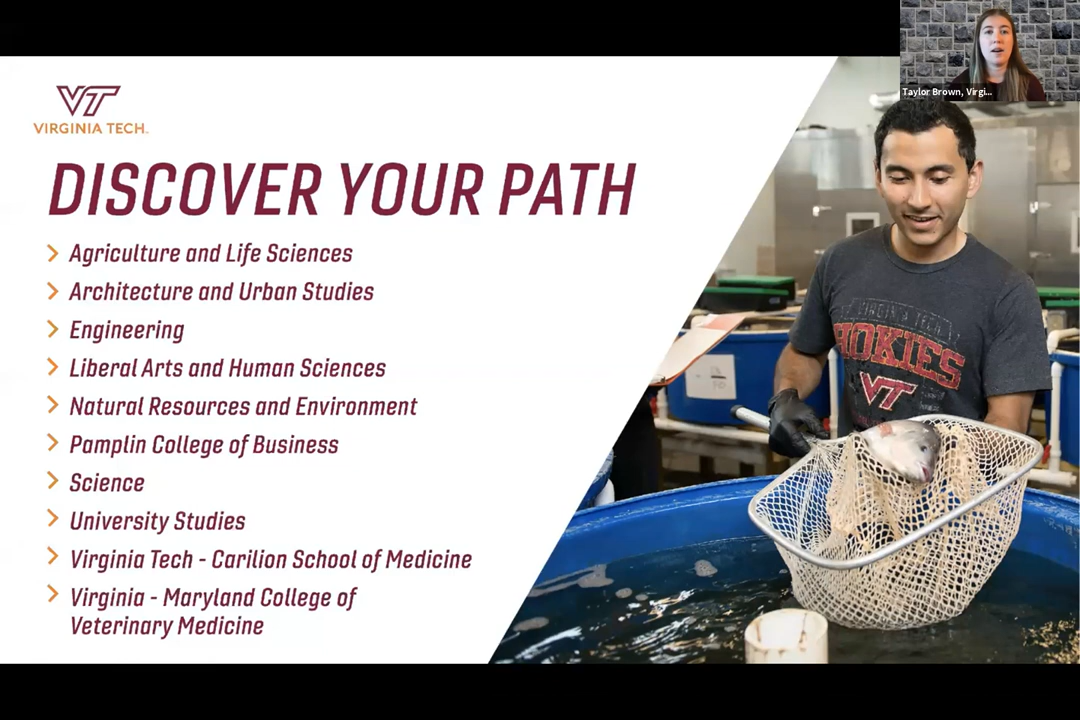 Taylor Brown, Virgi...
VT
VIRGINIA TECH.
DISCOVER YOUR PATH
Agriculture and Life Sciences
Architecture and Urban Studies
Engineering
Liberal Arts and Human Sciences
Natural Resources and Environment
Pamplin College of Business
Science
University Studies
Virginia Tech - Carilion School of Medicine
Virginia - Maryland College of
Veterinary Medicine
VIRGINIA TECH
HOKIES
VT